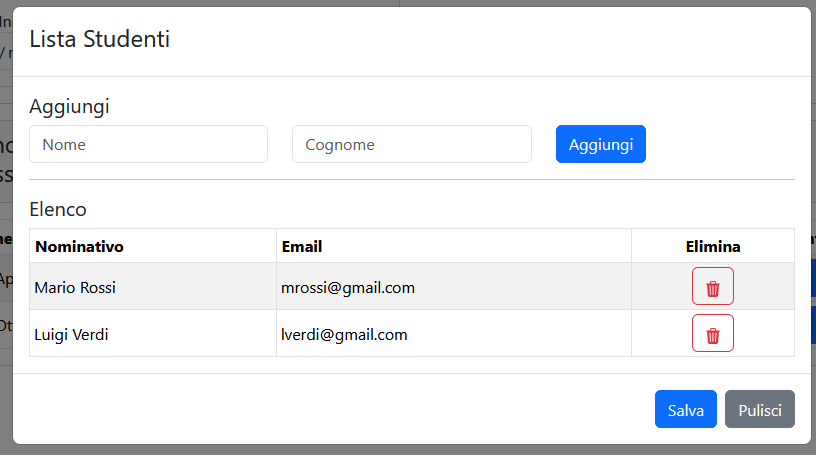 Lista Studenti
Aggiungi
Nome Cognome Aggiungi
Elenco
Nominativo Email Elimina
Mario Rossi mrossi@gmail.com
Luigi Verdi lverdi@gmail.com
Salva Pulisci